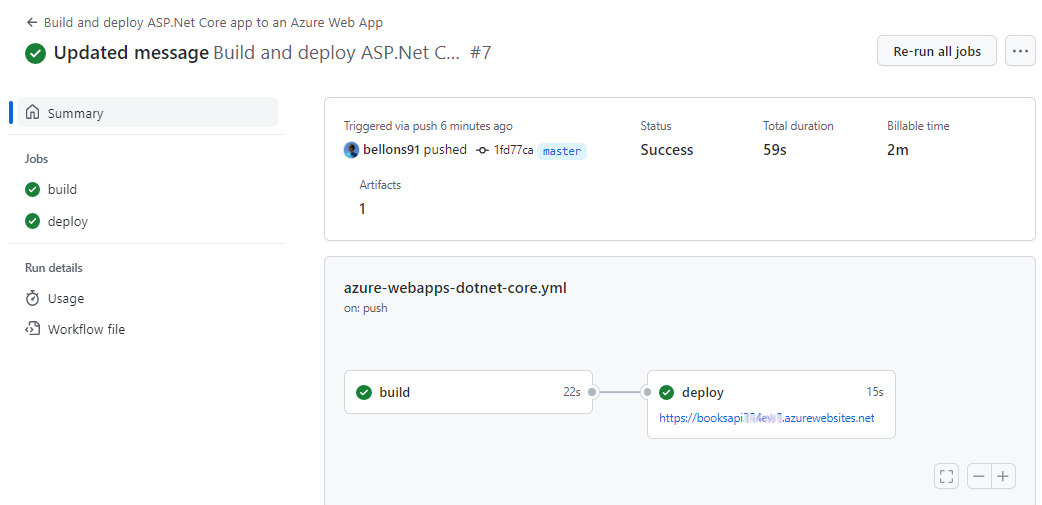 Build and deploy ASP.Net Core app to an Azure Web App
Updated message Build and deploy ASP.Net C... #7
Re-run all jobs
Summary
Jobs
build
deploy
Run details
Usage
Workflow file
Triggered via push 6 minutes ago
bellons91 pushed 1fd77ca master
Status
Success
Total duration
59s
Billable time
2m
Artifacts
1
azure-webapps-dotnet-core.yml
on: push
build 22s
deploy 15s
.azurewebsites.net